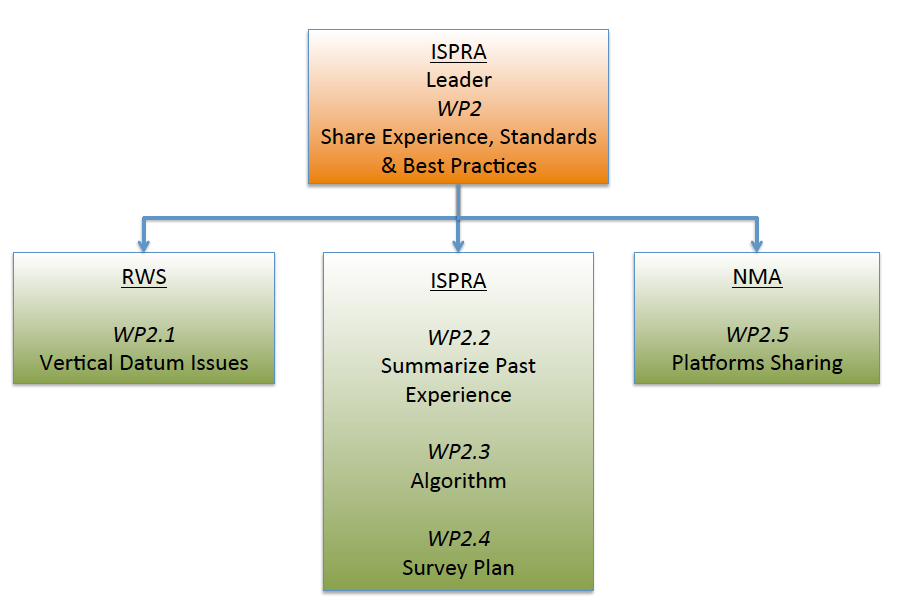 ISPRA
Leader
WP2
Share Experience, Standards
& Best Practices
RWS
WP2.1
Vertical Datum Issues
ISPRA
WP2.2
Summarize Past
Experience
WP2.3
Algorithm
WP2.4
Survey Plan
NMA
WP2.5
Platforms Sharing